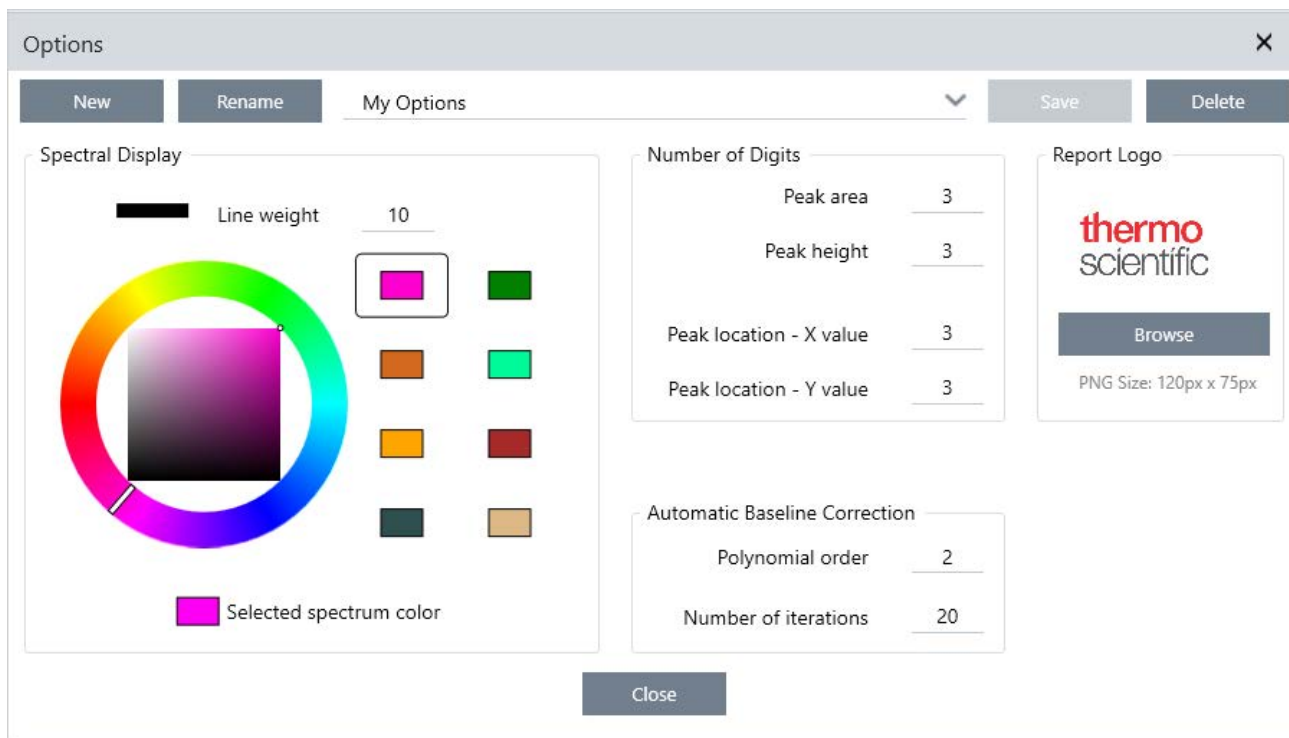 Options
New
Rename
My Options
Save
Delete
Spectral Display
Line weight 10
Selected spectrum color
Number of Digits
Peak area 3
Peak height 3
Peak location - X value 3
Peak location - Y value 3
Automatic Baseline Correction
Polynomial order 2
Number of iterations 20
Report Logo
thermo
scientific
Browse
PNG Size: 120px x 75px
Close